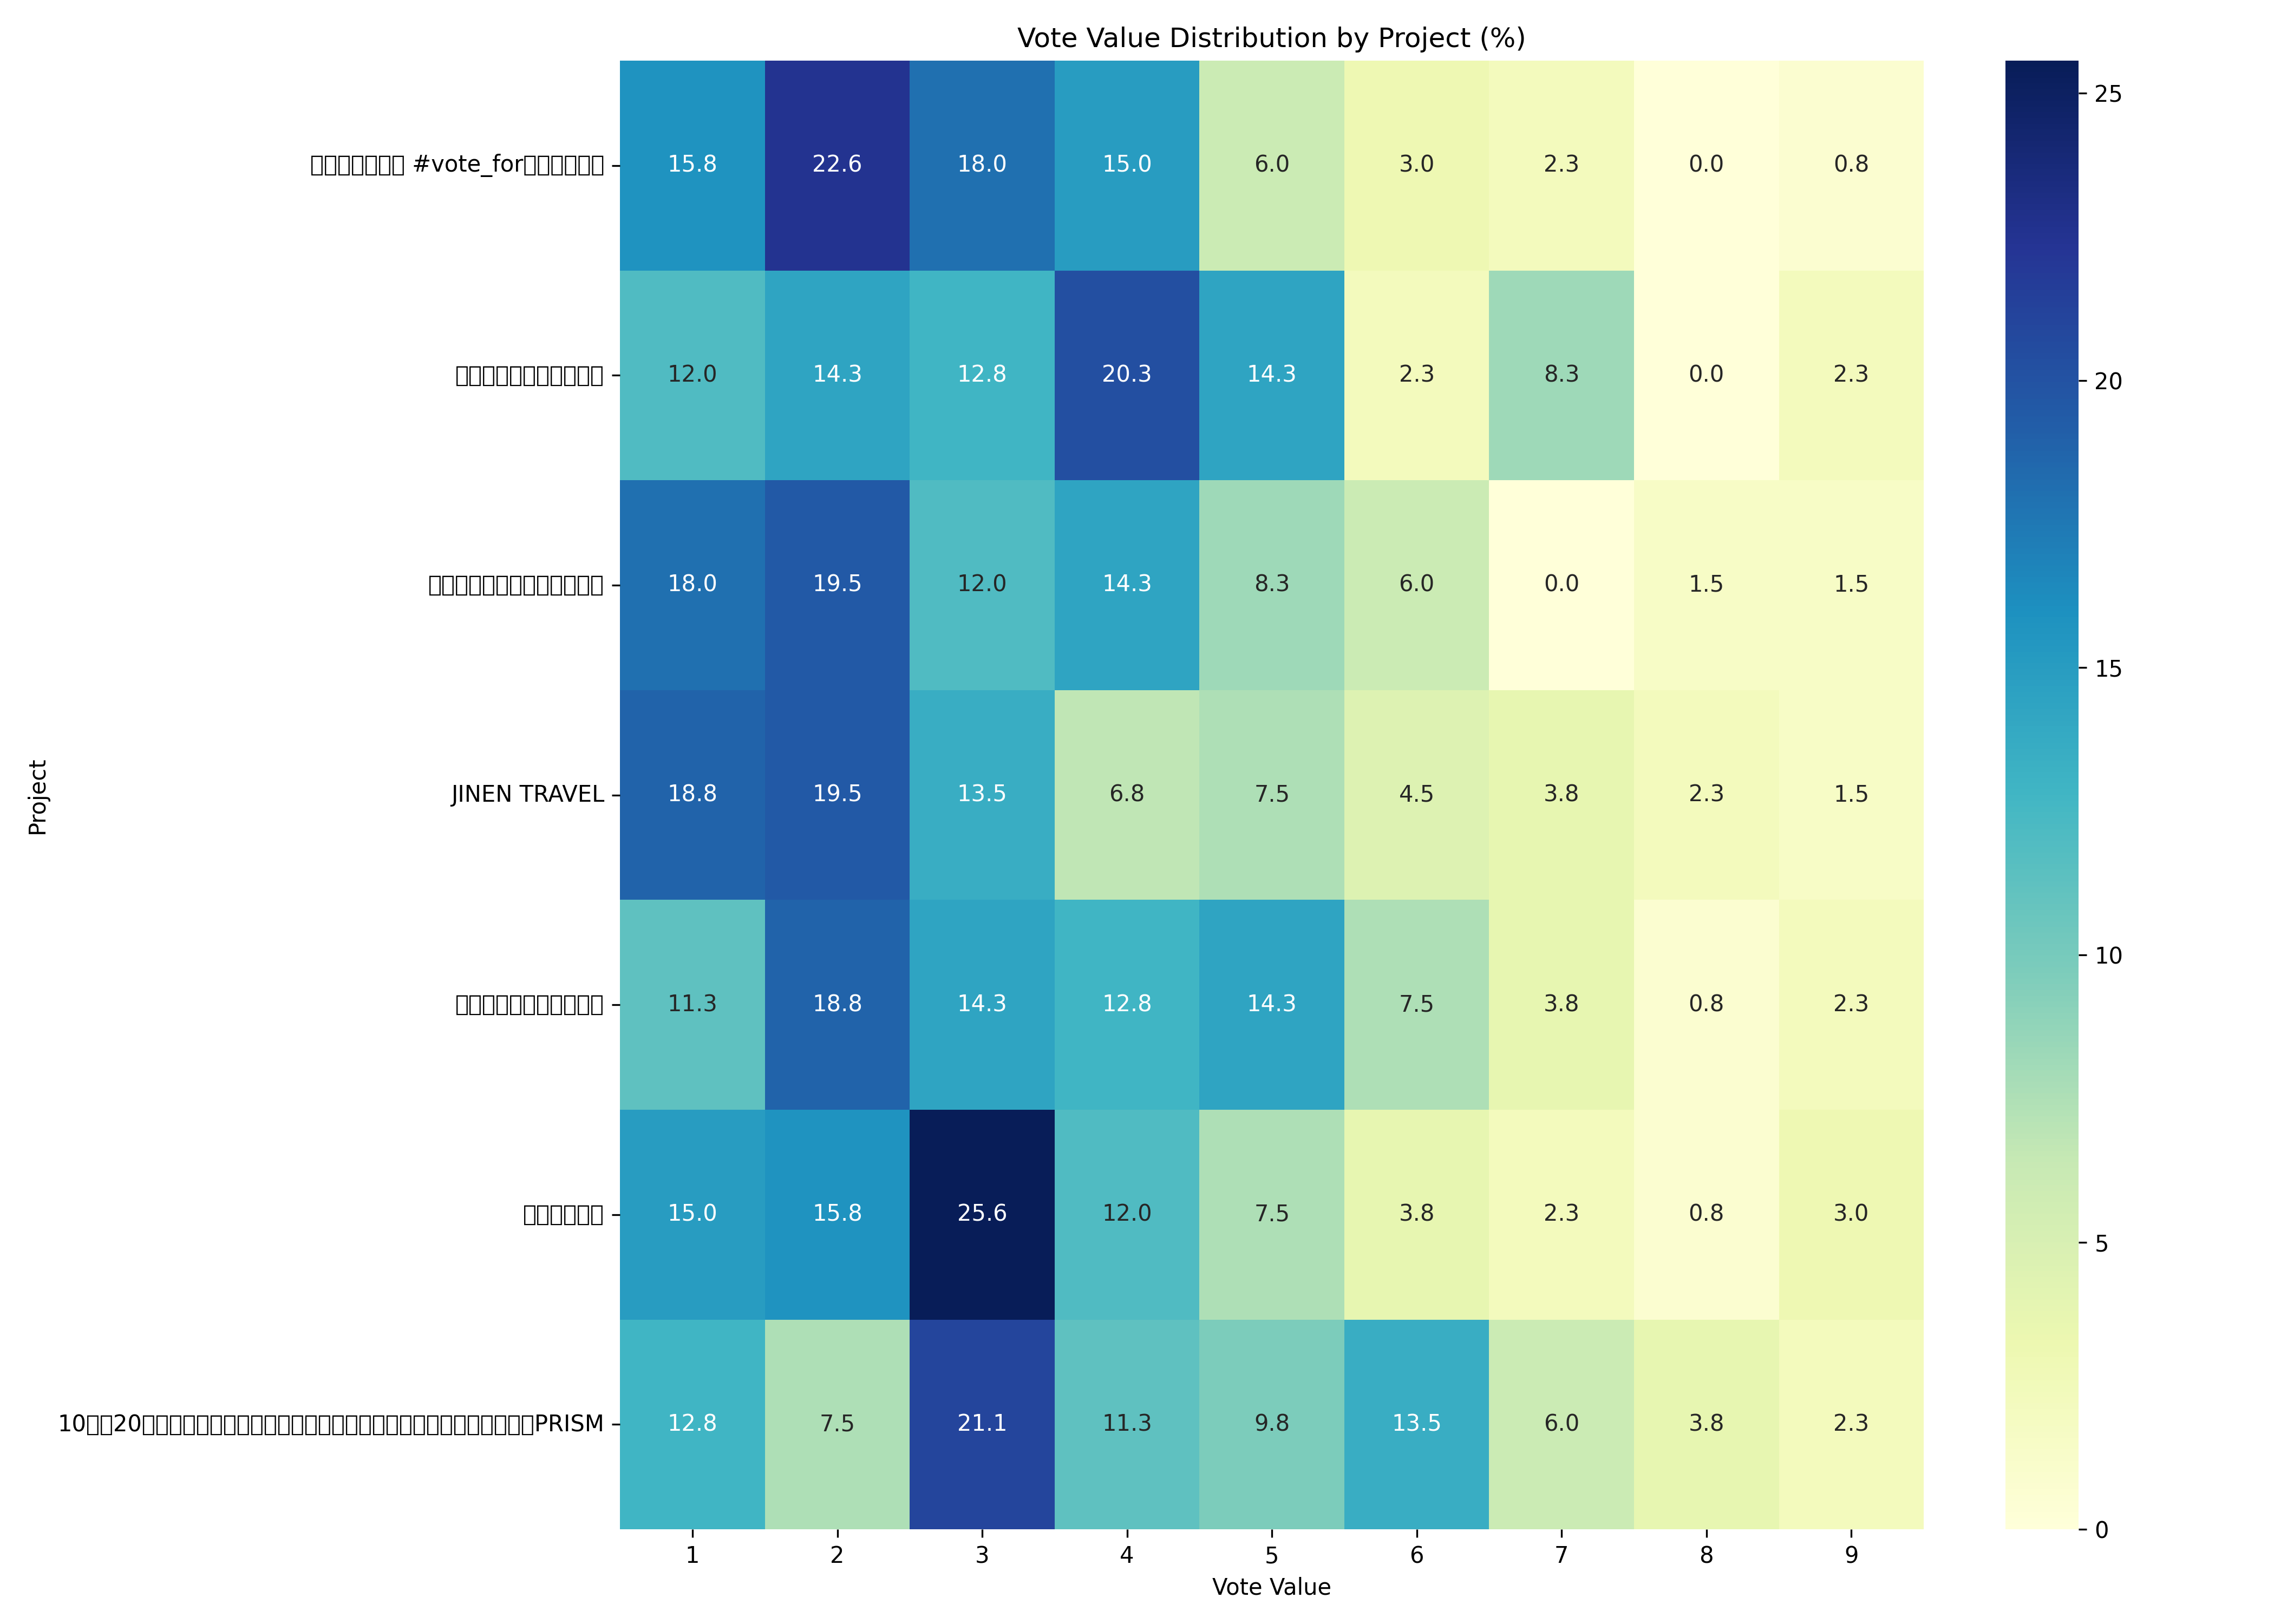 Vote Value Distribution by Project (%)
#vote_for
15.8 22.6 18.0 15.0 6.0 3.0 2.3 0.0 0.8
12.0 14.3 12.8 20.3 14.3 2.3 8.3 0.0 2.3
18.0 19.5 12.0 14.3 8.3 6.0 0.0 1.5 1.5
JINEN TRAVEL 18.8 19.5 13.5 6.8 7.5 4.5 3.8 2.3 1.5
11.3 18.8 14.3 12.8 14.3 7.5 3.8 0.8 2.3
15.0 15.8 25.6 12.0 7.5 3.8 2.3 0.8 3.0
10 20 PRISM 12.8 7.5 21.1 11.3 9.8 13.5 6.0 3.8 2.3
1 2 3 4 5 6 7 8 9
Vote Value
Project
25
20
15
10
5
0